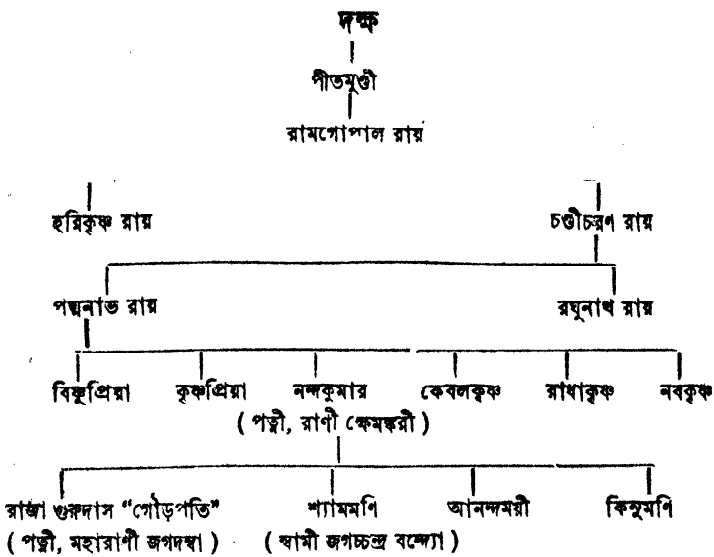 দক্ষ
পীতমুণ্ডী
রামগোপাল রায়
হরিকৃষ্ণ রায় চণ্ডীচরণ রায়
পদ্মনাভ রায় রঘুনাথ রায়
বিষ্ণুপ্রিয়া কৃষ্ণপ্রিয়া নন্দকুমার কেবলকৃষ্ণ রাধাকৃষ্ণ নবকৃষ্ণ
( পত্নী, রাণী ক্ষেমঙ্করী )
রাজা গুরুদাস “গৌড়পতি” শ্যামমণি আনন্দময়ী কিনুমণি
( পত্নী, মহারাণী জগদম্বা ) ( স্বামী জগচ্চন্দ্র বন্দ্যো )